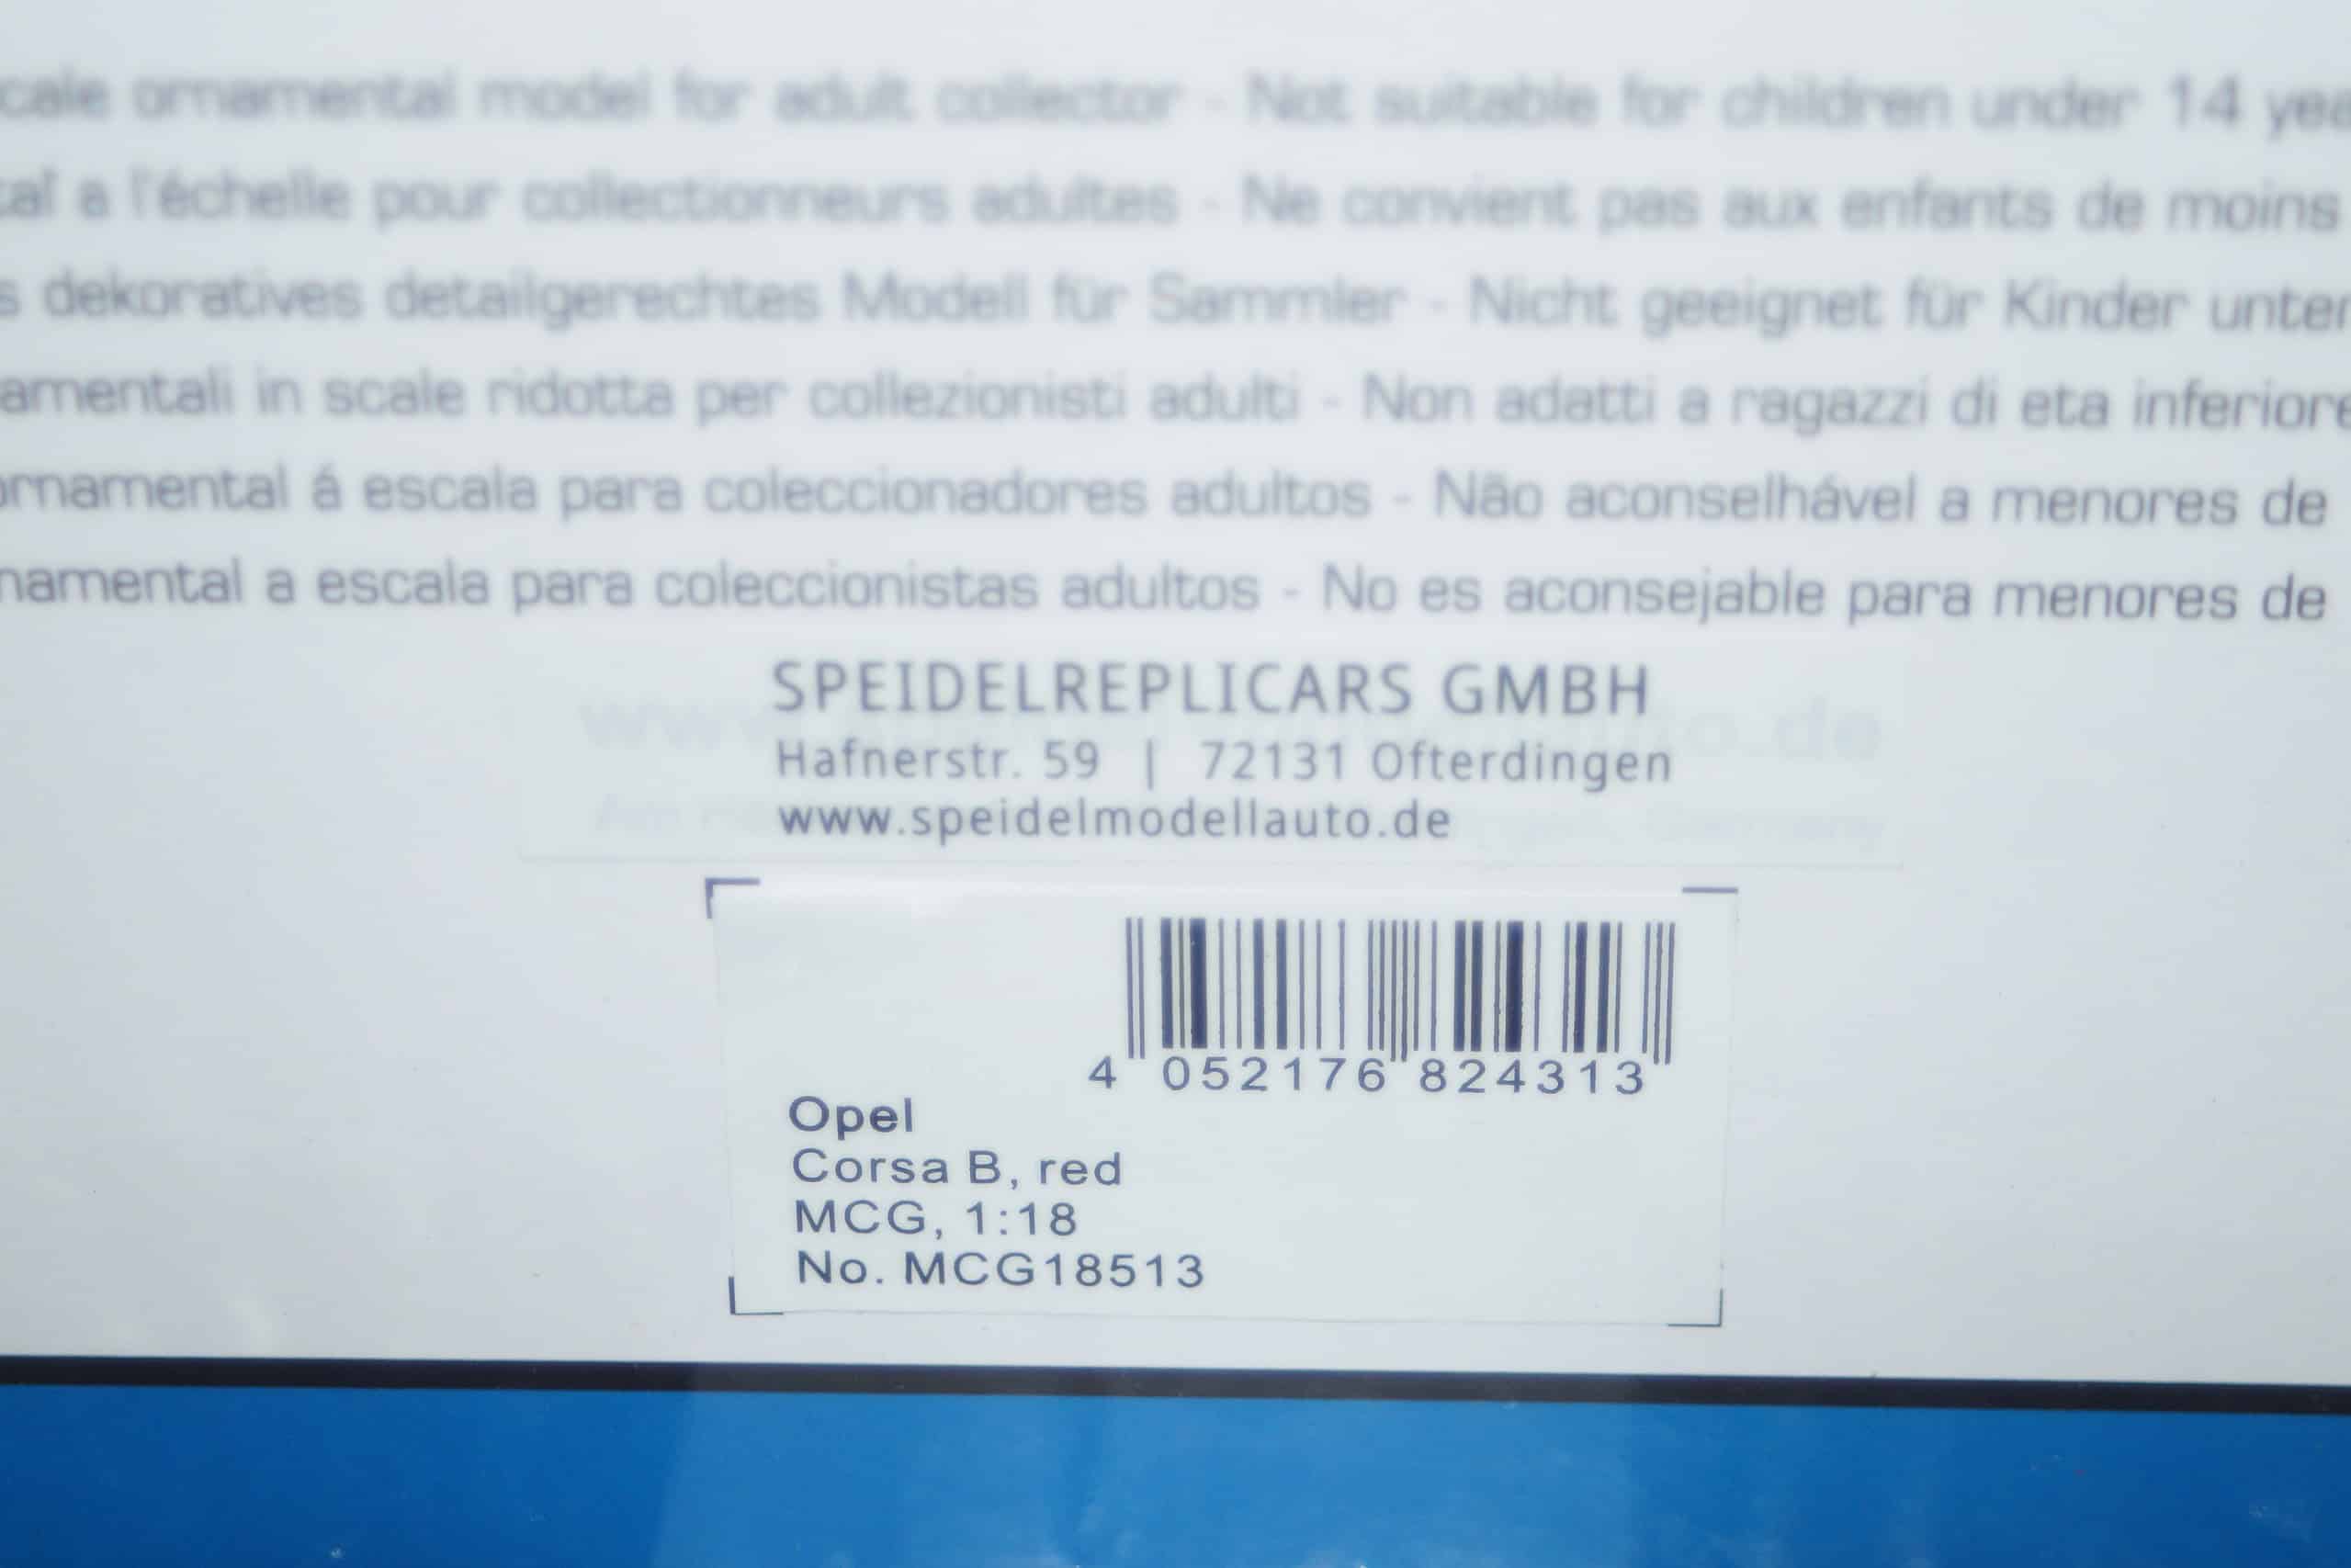 cale ornamental model for adult collector - Not suitable for children under 14 yea
tal a l'échelle pour collectionneurs adultes - Ne convient pas aux enfants de moins
s dekoratives detailgerechtes Modell für Sammler - Nicht geeignet für Kinder unter
amentali in scale ridotta per collezionisti adulti - Non adatti a ragazzi di eta inferiore
ornamental á escala para coleccionadores adultos - Não aconselhável a menores de
namental a escala para coleccionistas adultos - No es aconsejable para menores de
SPEIDELREPLICARS GMBH
Hafnerstr. 59 | 72131 Ofterdingen
www.speidelmodellauto.de
4 052176 824313
Opel
Corsa B, red
MCG, 1:18
No. MCG18513